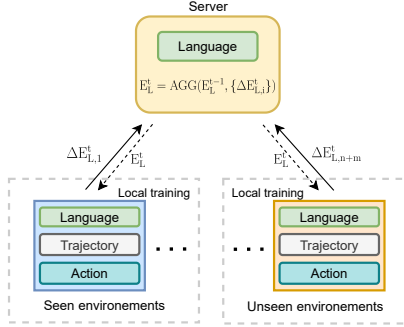 Server
Language
E_L^t = AGG(E_L^{t-1}, {ΔE_{L,i}^t})
ΔE_{L,1}^t
E_L^t
E_L^t
ΔE_{L,n+m}^t
Local training
Local training
Language
Trajectory
Action
...
Seen environements
...
Language
Trajectory
Action
Unseen environments